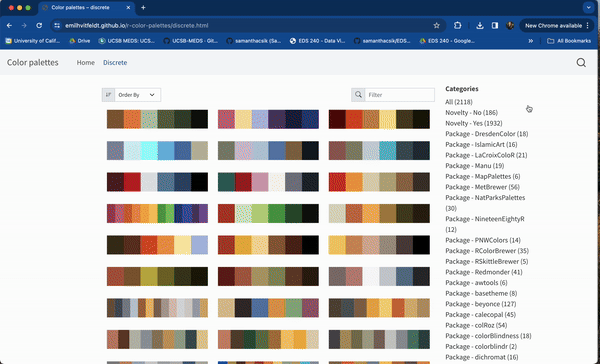 Color palettes – discrete
emilhvitfeldt.github.io/r-color-palettes/discrete.html
New Chrome available
University of Calif...
Drive
UCSB MEDS: UCS...
UCSB-MEDS · Git...
samanthacsik (sa...
EDS 240 - Data Vi...
samanthacsik/EDS...
EDS 240 – Google...
All Bookmarks
Color palettes
Home
Discrete
Order By
Filter
Categories
All (2118)
Novelty - No (186)
Novelty - Yes (1932)
Package - DresdenColor (18)
Package - IslamicArt (16)
Package - LaCroixColoR (21)
Package - Manu (19)
Package - MapPalettes (6)
Package - MetBrewer (56)
Package - NatParksPalettes
(30)
Package - NineteenEightyR
(12)
Package - PNWColors (14)
Package - RColorBrewer (35)
Package - RSkittleBrewer (5)
Package - Redmonder (41)
Package - awtools (6)
Package - basetheme (8)
Package - beyonce (127)
Package - calecopal (45)
Package - colRoz (54)
Package - colorBlindness (18)
Package - colorblindr (2)
Package - dichromat (16)